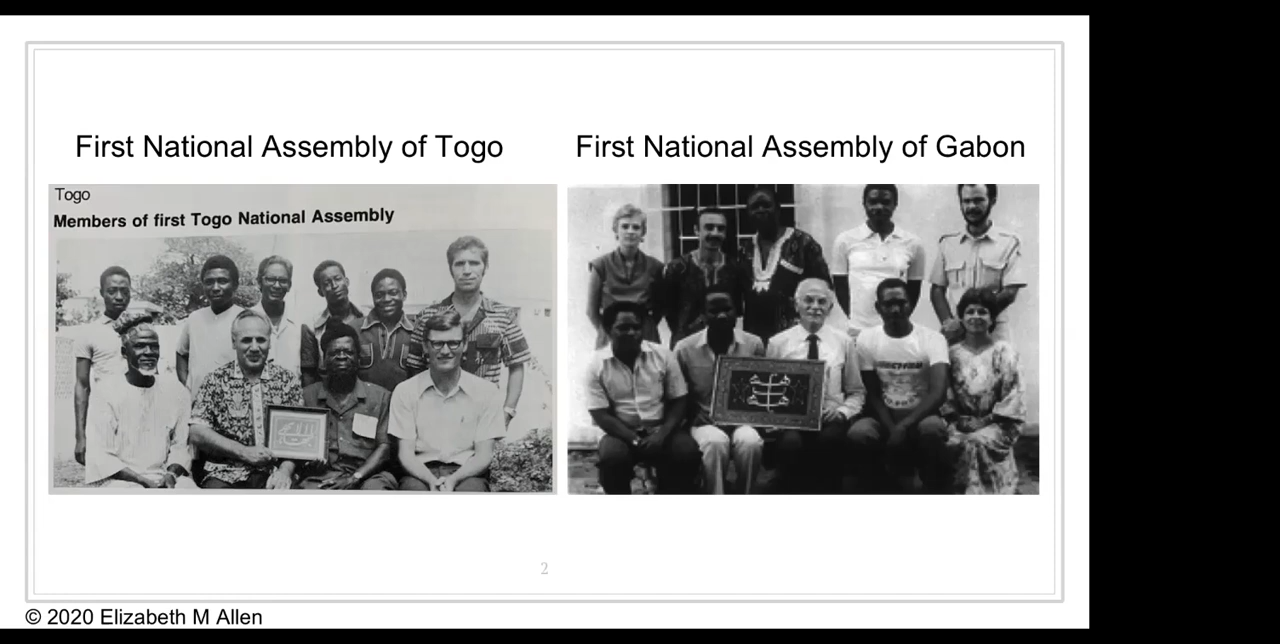 First National Assembly of Togo
First National Assembly of Gabon
Togo
Members of first Togo National Assembly
2
© 2020 Elizabeth M Allen